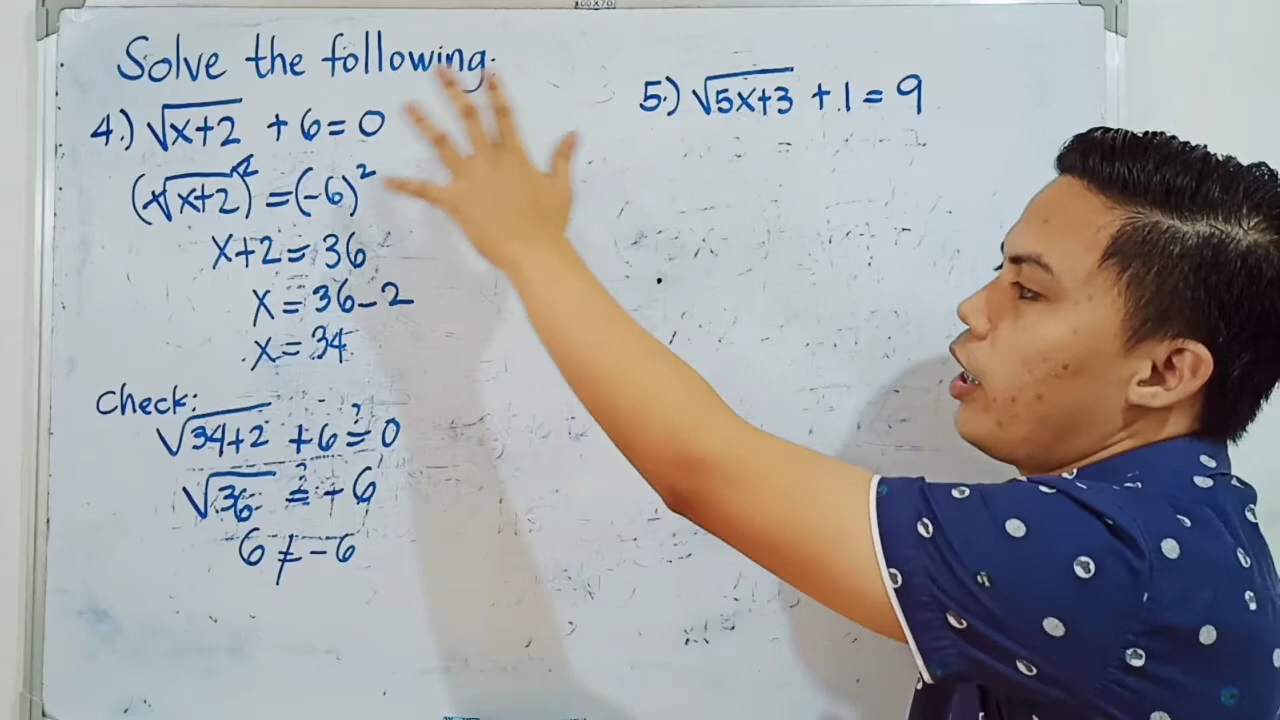 Solve the following.
4.) √x+2 + 6 = 0
(√x+2)² = (-6)²
x+2 = 36
x = 36-2
x = 34
Check:
√34+2 + 6 ≟ 0
√36 ≟ -6
6 ≠ -6
5.) √5x+3 + 1 = 9